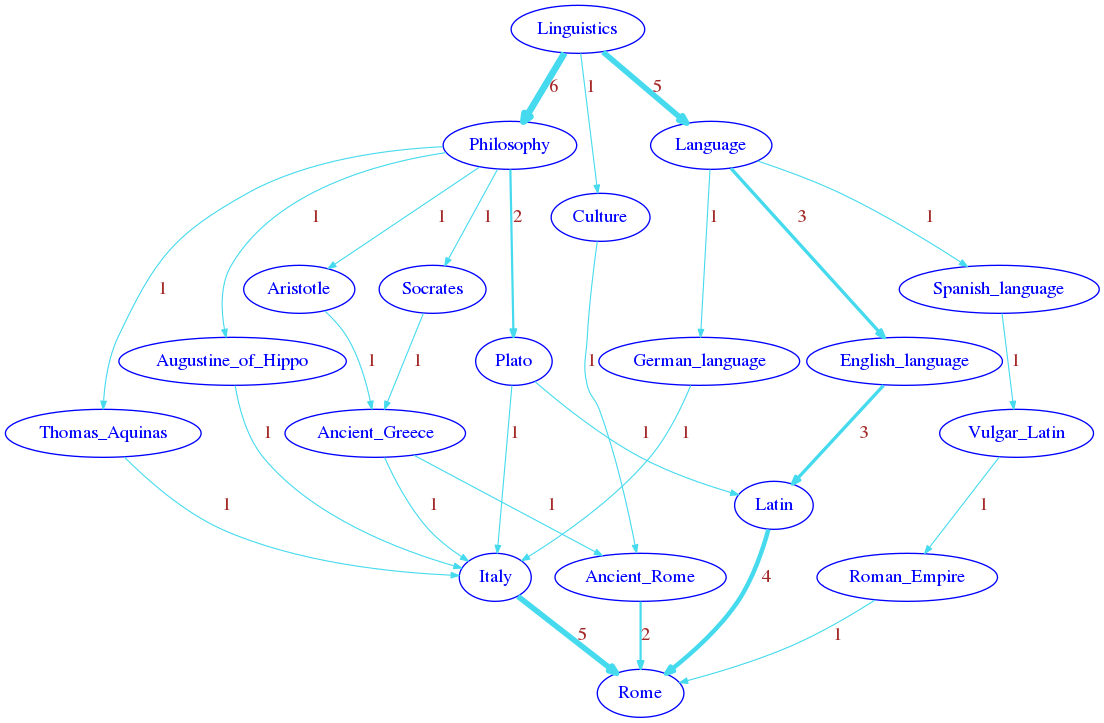 Linguistics
6 1 5
Philosophy Language
1 1 1 2 Culture 1 3 1
1 Aristotle Socrates Spanish_language
Augustine_of_Hippo 1 1 Plato 1 German_language English_language 1
Thomas_Aquinas 1 Ancient_Greece 1 1 1 3 Vulgar_Latin
1 1 1 Latin 1
Italy Ancient_Rome 4 Roman_Empire
5 2 1
Rome